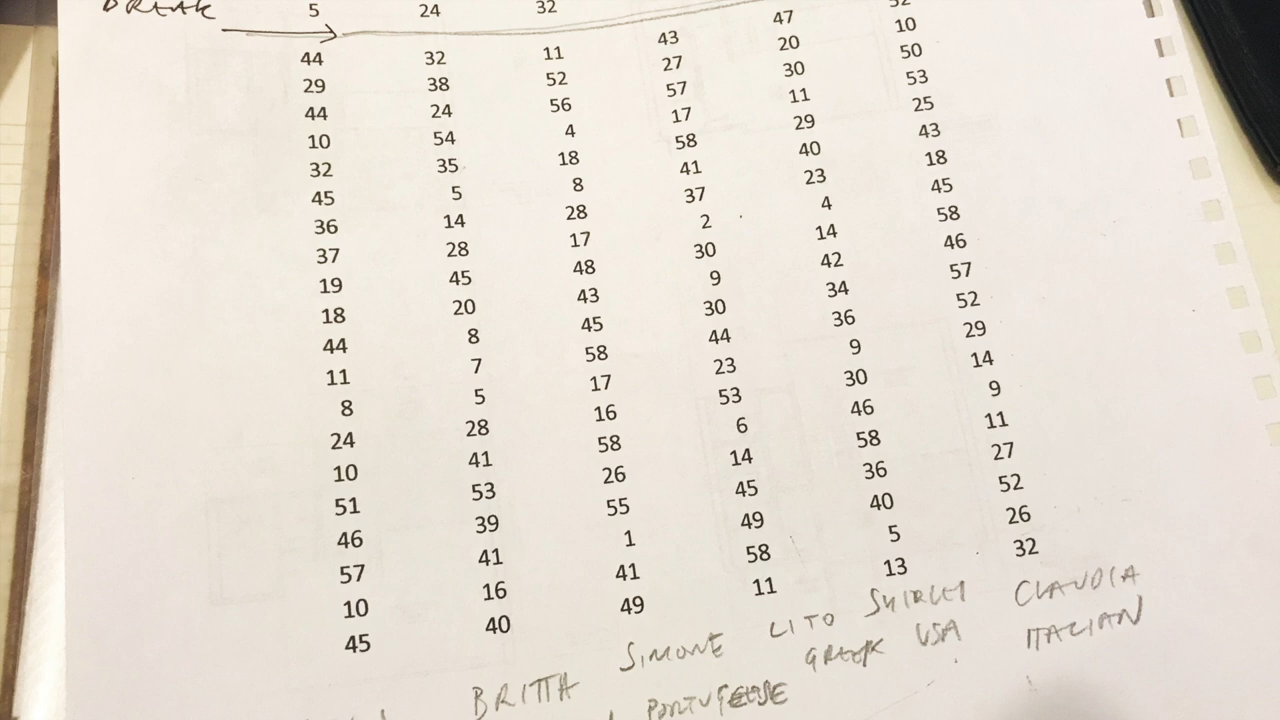 BREAK 5 24 32
44 32 11 43 47 52
29 38 52 27 20 10
44 24 56 57 30 50
10 54 4 17 11 53
32 35 18 58 29 25
45 5 8 41 40 43
36 14 28 37 23 18
37 28 17 2 4 45
19 45 48 30 14 58
18 20 43 9 42 46
44 8 45 30 34 57
11 7 58 44 36 52
8 5 17 23 9 29
24 28 16 53 30 14
10 41 58 6 46 9
51 53 26 14 58 11
46 39 55 45 36 27
57 41 1 49 40 52
10 16 41 58 5 26
45 40 49 11 13 32
BRITTA SIMONE LITO SHIRLEY CLAUDIA
PORTUGESE GREEK USA ITALIAN